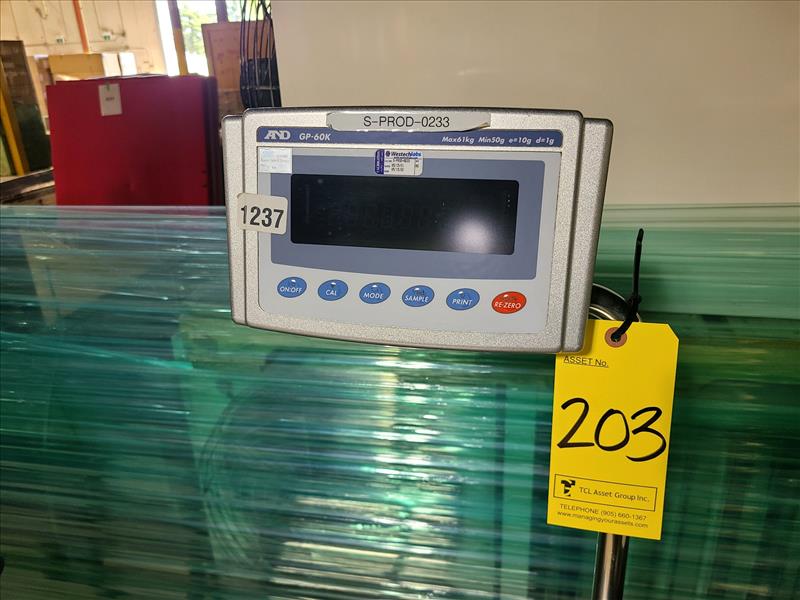 S-PROD-0233
AND GP-60K Max61kg Min50g e=10g d=1g
Westechlabs
1237
ON:OFF CAL MODE SAMPLE PRINT RE-ZERO
ASSET No.
203
TCL Asset Group Inc.
TELEPHONE (905) 660-1367
www.managingyourassets.com